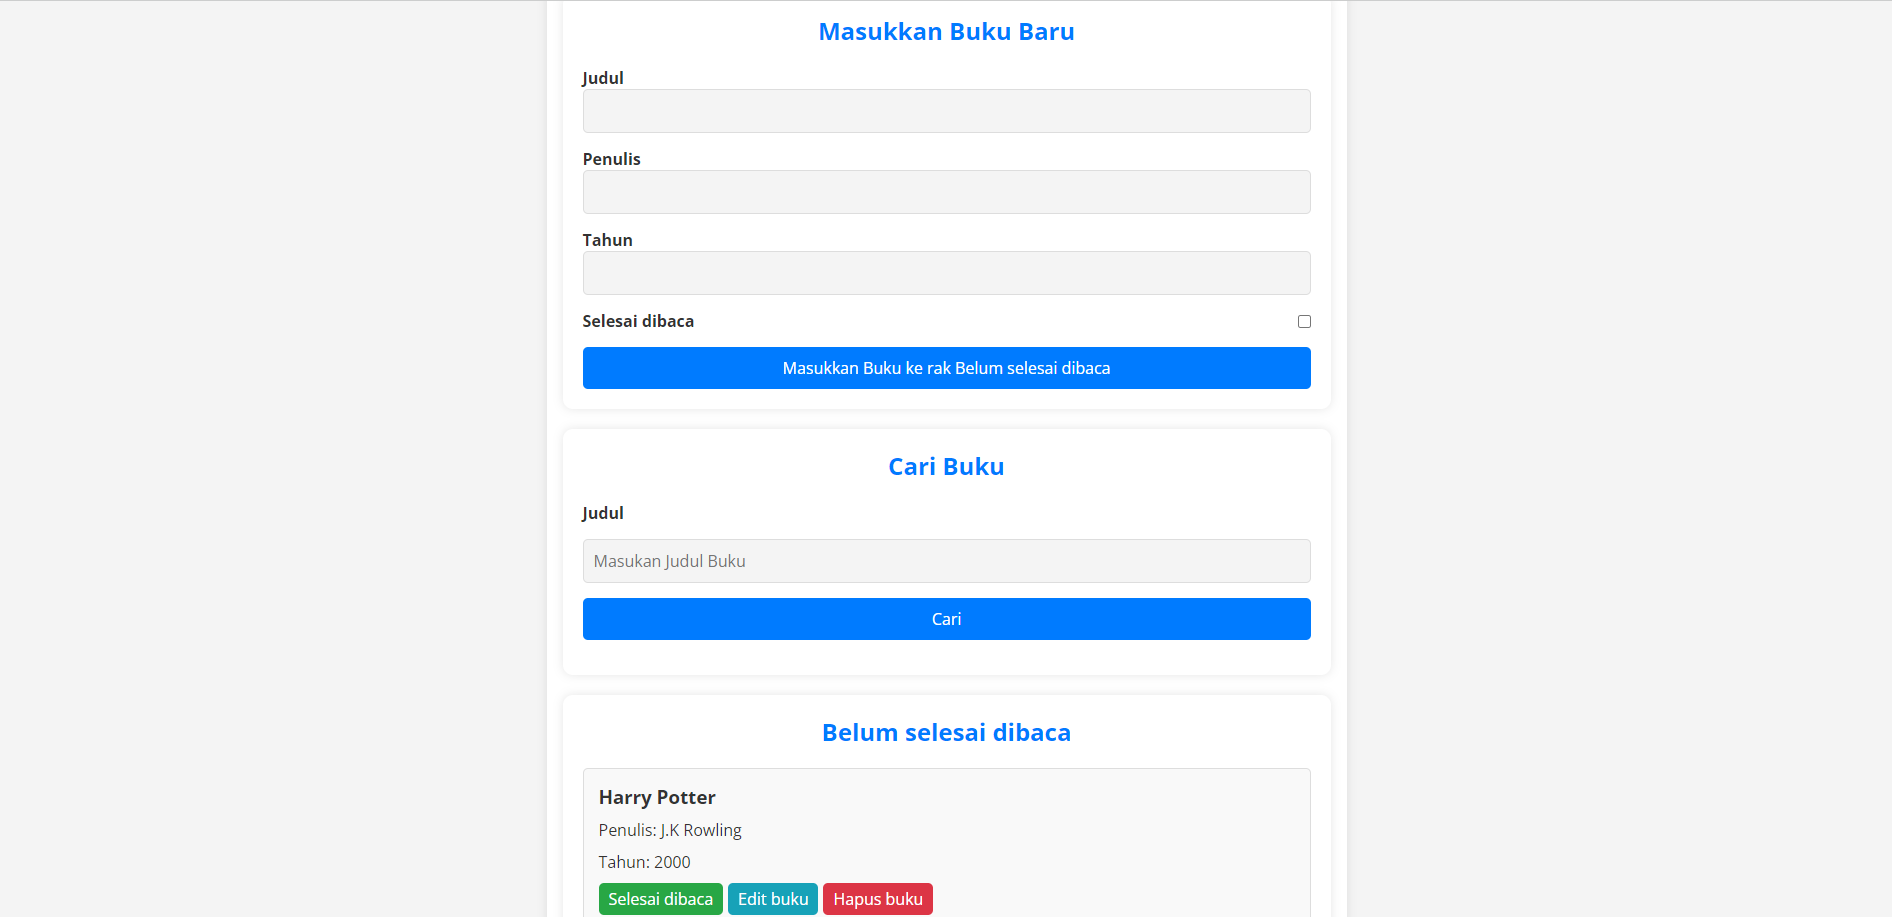 Masukkan Buku Baru
Judul
Penulis
Tahun
Selesai dibaca
Masukkan Buku ke rak Belum selesai dibaca
Cari Buku
Judul
Masukan Judul Buku
Cari
Belum selesai dibaca
Harry Potter
Penulis: J.K Rowling
Tahun: 2000
Selesai dibaca Edit buku Hapus buku